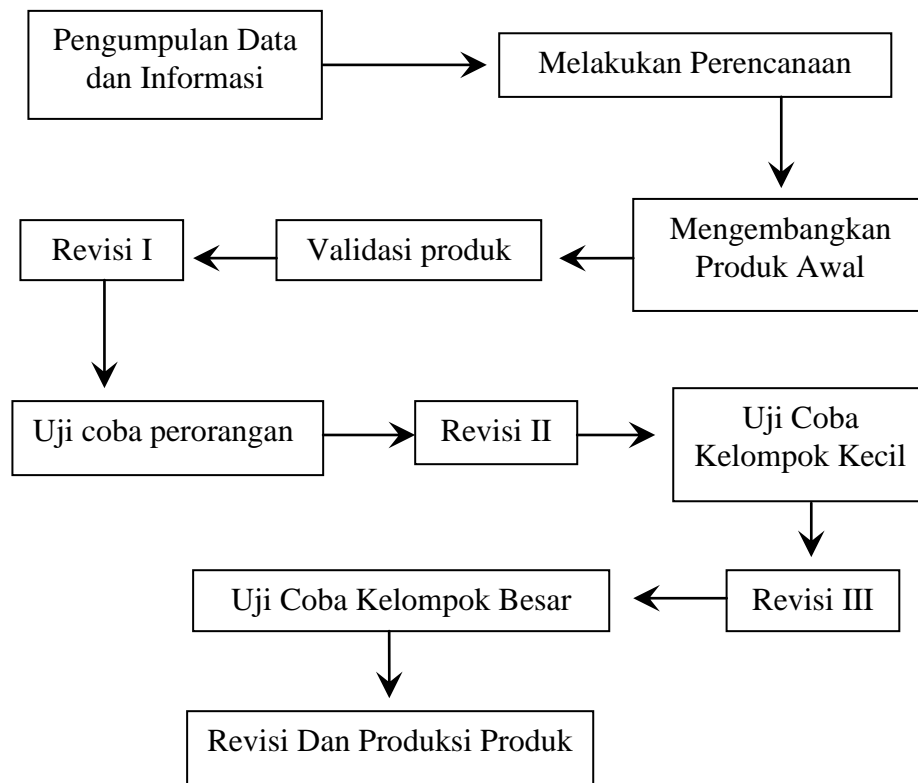 Pengumpulan Data
dan Informasi
Melakukan Perencanaan
Mengembangkan
Produk Awal
Validasi produk
Revisi I
Uji coba perorangan
Revisi II
Uji Coba
Kelompok Kecil
Revisi III
Uji Coba Kelompok Besar
Revisi Dan Produksi Produk